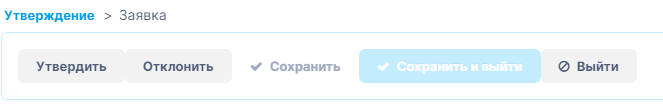 Утверждение > Заявка
Утвердить Отклонить Сохранить Сохранить и выйти Выйти